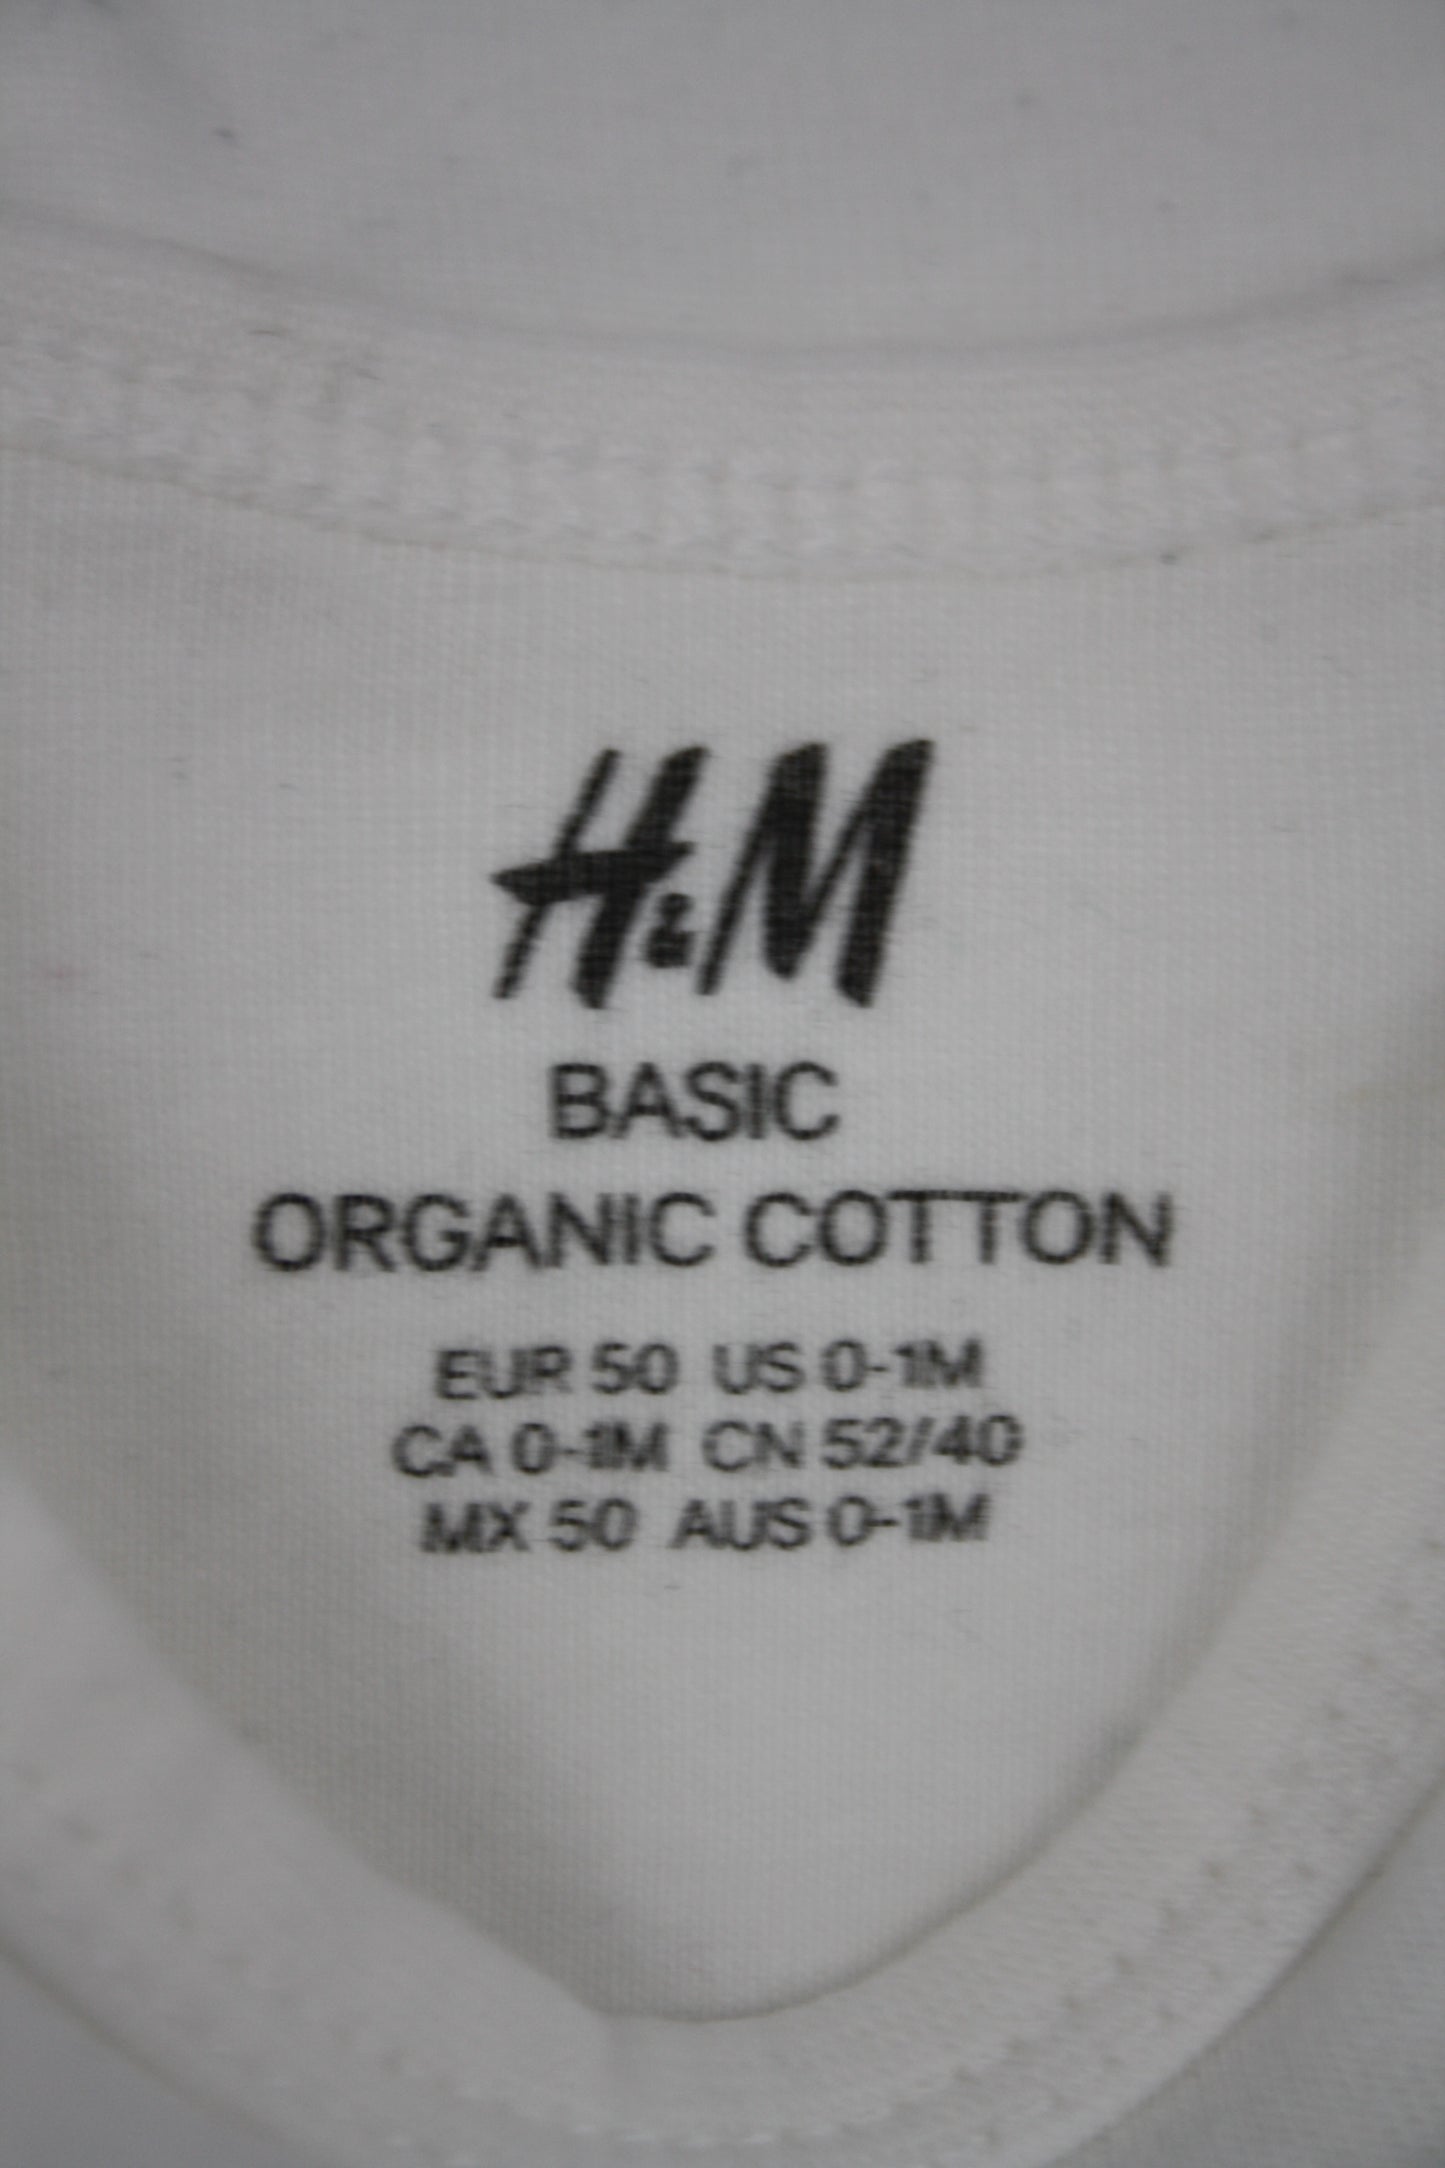 H&M
BASIC
ORGANIC COTTON
EUR 50 US 0-1M
CA 0-1M CN 52/40
MX 50 AUS 0-1M